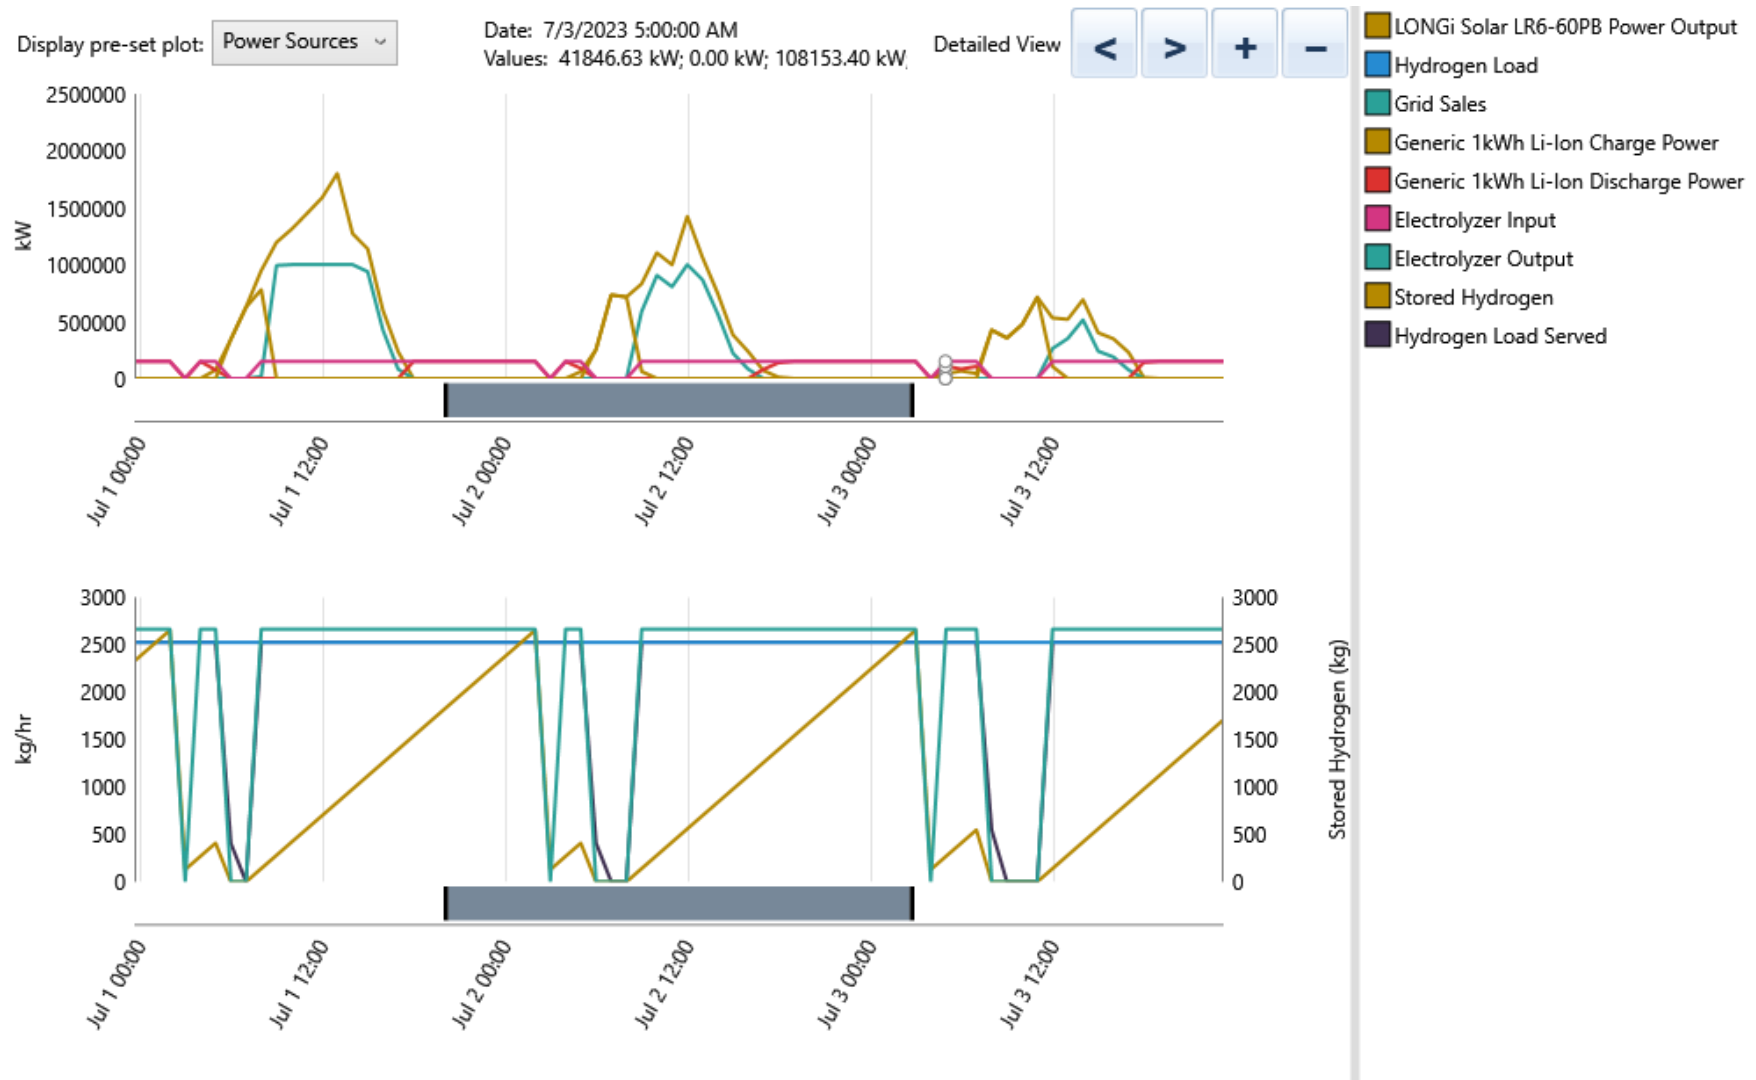 Display pre-set plot: Power Sources
Date: 7/3/2023 5:00:00 AM
Values: 41846.63 kW; 0.00 kW; 108153.40 kW,
Detailed View < > + −
LONGi Solar LR6-60PB Power Output
Hydrogen Load
Grid Sales
Generic 1kWh Li-Ion Charge Power
Generic 1kWh Li-Ion Discharge Power
Electrolyzer Input
Electrolyzer Output
Stored Hydrogen
Hydrogen Load Served
kW
2500000
2000000
1500000
1000000
500000
0
Jul 1 00:00
Jul 1 12:00
Jul 2 00:00
Jul 2 12:00
Jul 3 00:00
Jul 3 12:00
kg/hr
3000
2500
2000
1500
1000
500
0
3000
2500
2000
1500
1000
500
0
Stored Hydrogen (kg)
Jul 1 00:00
Jul 1 12:00
Jul 2 00:00
Jul 2 12:00
Jul 3 00:00
Jul 3 12:00